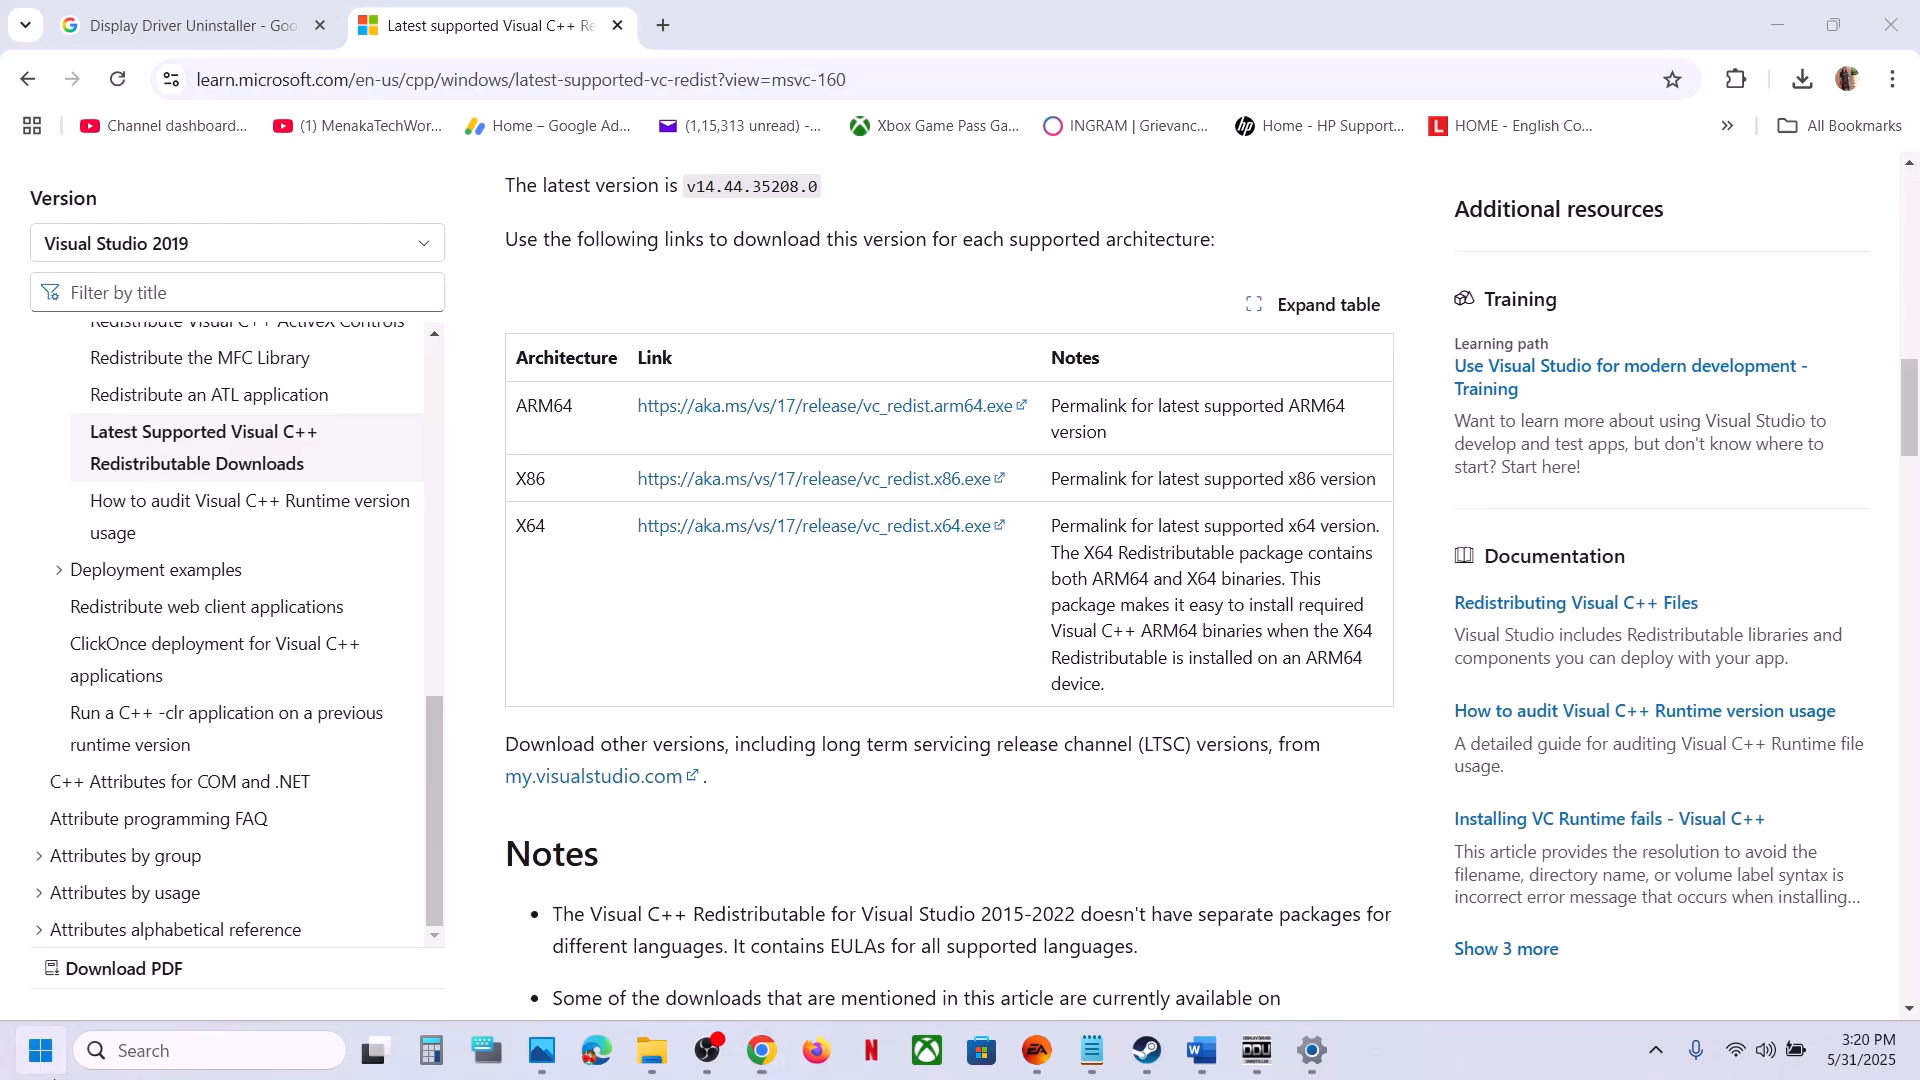 Display Driver Uninstaller - Goo
Latest supported Visual C++ Re
learn.microsoft.com/en-us/cpp/windows/latest-supported-vc-redist?view=msvc-160
Channel dashboard...
(1) MenakaTechWor...
Home – Google Ad...
(1,15,313 unread) -...
Xbox Game Pass Ga...
INGRAM | Grievanc...
Home - HP Support...
HOME - English Co...
All Bookmarks
Version
Visual Studio 2019
Filter by title
Redistribute Visual C++ ActiveX Controls
Redistribute the MFC Library
Redistribute an ATL application
Latest Supported Visual C++
Redistributable Downloads
How to audit Visual C++ Runtime version
usage
Deployment examples
Redistribute web client applications
ClickOnce deployment for Visual C++
applications
Run a C++ -clr application on a previous
runtime version
C++ Attributes for COM and .NET
Attribute programming FAQ
Attributes by group
Attributes by usage
Attributes alphabetical reference
Download PDF
The latest version is v14.44.35208.0
Use the following links to download this version for each supported architecture:
Expand table
Architecture Link Notes
ARM64 https://aka.ms/vs/17/release/vc_redist.arm64.exe Permalink for latest supported ARM64
version
X86 https://aka.ms/vs/17/release/vc_redist.x86.exe Permalink for latest supported x86 version
X64 https://aka.ms/vs/17/release/vc_redist.x64.exe Permalink for latest supported x64 version.
The X64 Redistributable package contains
both ARM64 and X64 binaries. This
package makes it easy to install required
Visual C++ ARM64 binaries when the X64
Redistributable is installed on an ARM64
device.
Download other versions, including long term servicing release channel (LTSC) versions, from
my.visualstudio.com .
Notes
• The Visual C++ Redistributable for Visual Studio 2015-2022 doesn't have separate packages for
different languages. It contains EULAs for all supported languages.
• Some of the downloads that are mentioned in this article are currently available on
Additional resources
Training
Learning path
Use Visual Studio for modern development -
Training
Want to learn more about using Visual Studio to
develop and test apps, but don't know where to
start? Start here!
Documentation
Redistributing Visual C++ Files
Visual Studio includes Redistributable libraries and
components you can deploy with your app.
How to audit Visual C++ Runtime version usage
A detailed guide for auditing Visual C++ Runtime file
usage.
Installing VC Runtime fails - Visual C++
This article provides the resolution to avoid the
filename, directory name, or volume label syntax is
incorrect error message that occurs when installing...
Show 3 more
Search
3:20 PM
5/31/2025